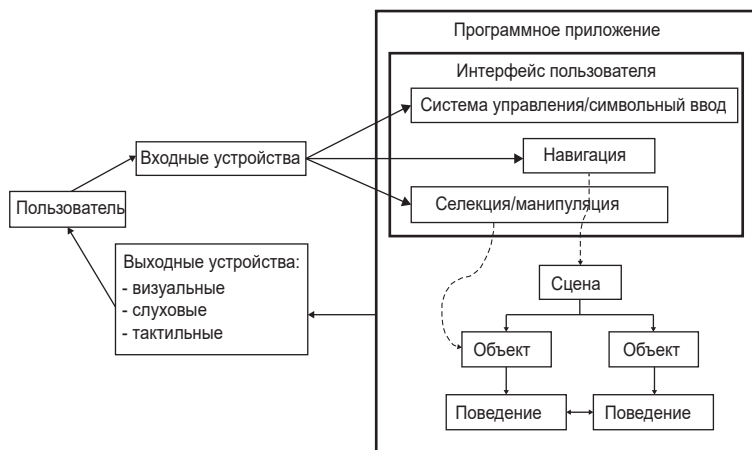 Программное приложение
Интерфейс пользователя
Система управления/символьный ввод
Входные устройства
Навигация
Пользователь
Селекция/манипуляция
Выходные устройства:
- визуальные
- слуховые
- тактильные
Сцена
Объект
Объект
Поведение
Поведение